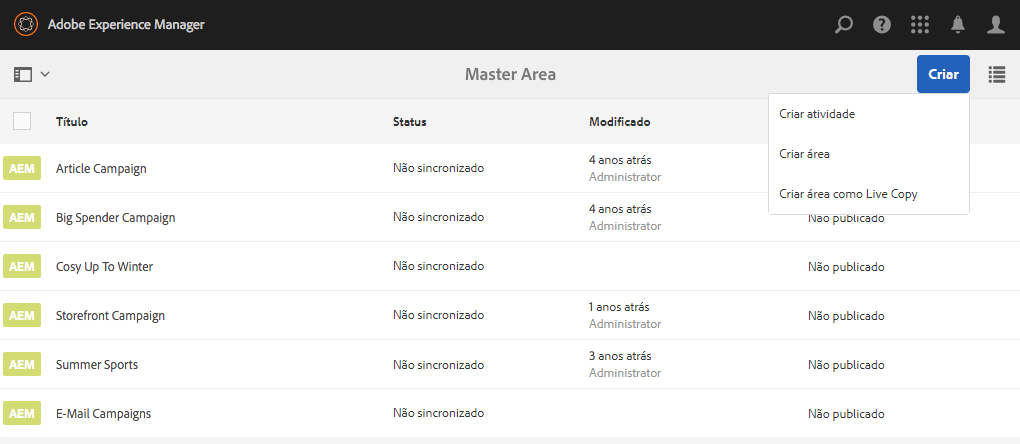 Adobe Experience Manager
Master Area
Criar
Criar atividade
Criar área
Criar área como Live Copy
Título Status Modificado
AEM Article Campaign Não sincronizado 4 anos atrás
Administrator
AEM Big Spender Campaign Não sincronizado 4 anos atrás Não publicado
Administrator
AEM Cosy Up To Winter Não sincronizado Não publicado
AEM Storefront Campaign Não sincronizado 1 anos atrás Não publicado
Administrator
AEM Summer Sports Não sincronizado 3 anos atrás Não publicado
Administrator
AEM E-Mail Campaigns Não sincronizado Não publicado